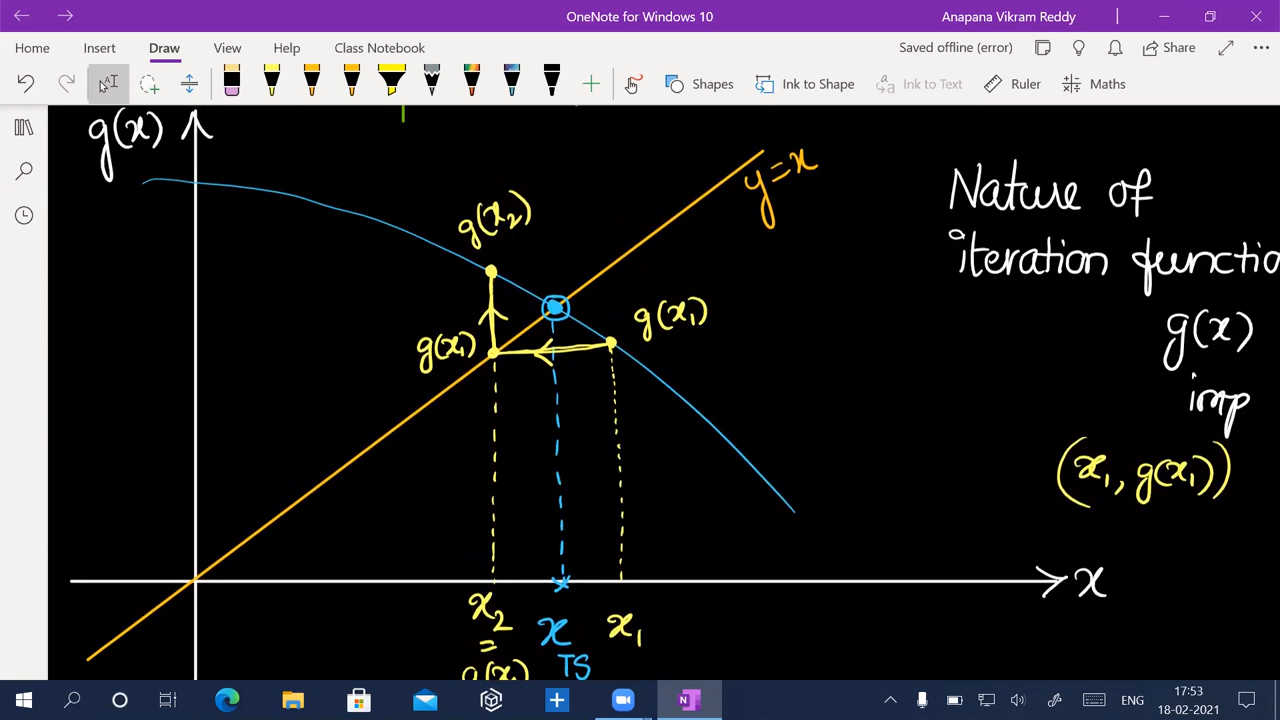 OneNote for Windows 10
Anapana Vikram Reddy
Home Insert Draw View Help Class Notebook
Saved offline (error) Share
Shapes Ink to Shape Ink to Text Ruler Maths
g(x)
y=x
Nature of
iteration functio
g(x2)
g(x1)
g(x1)
g(x)
imp
(x1, g(x1))
x
x2 x x1
=
g(x1) TS
ENG
17:53
18-02-2021